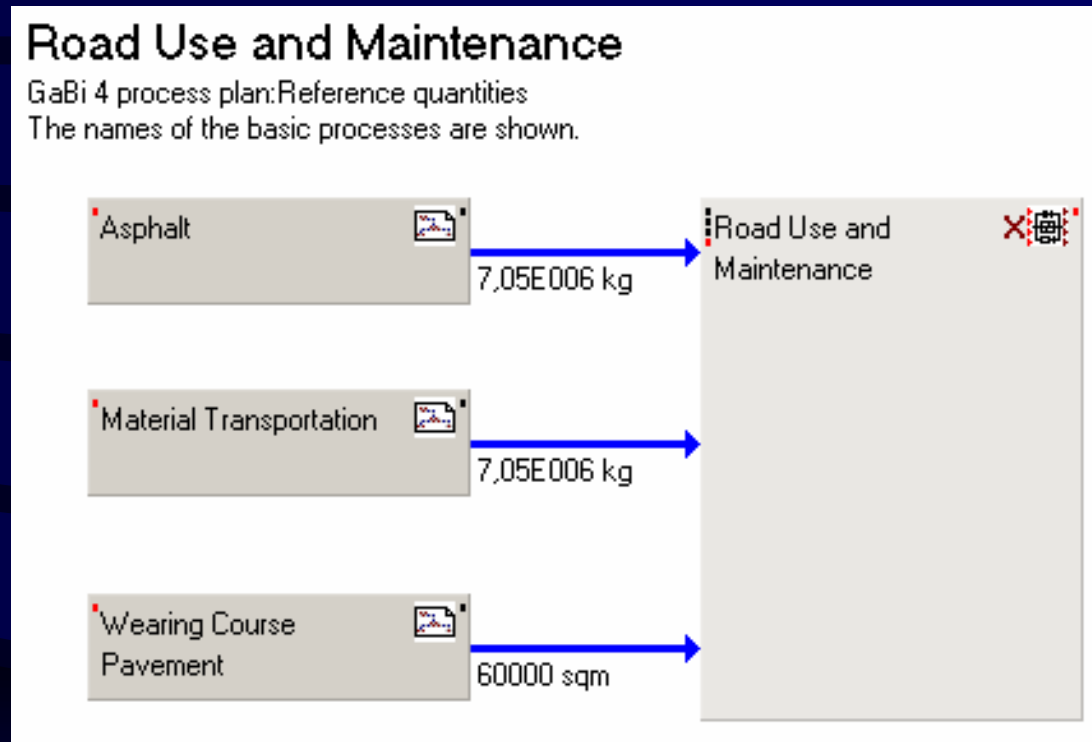 Road Use and Maintenance
GaBi 4 process plan:Reference quantities
The names of the basic processes are shown.
Asphalt
7,05E006 kg
Road Use and
Maintenance
Material Transportation
7,05E006 kg
Wearing Course
Pavement
60000 sqm